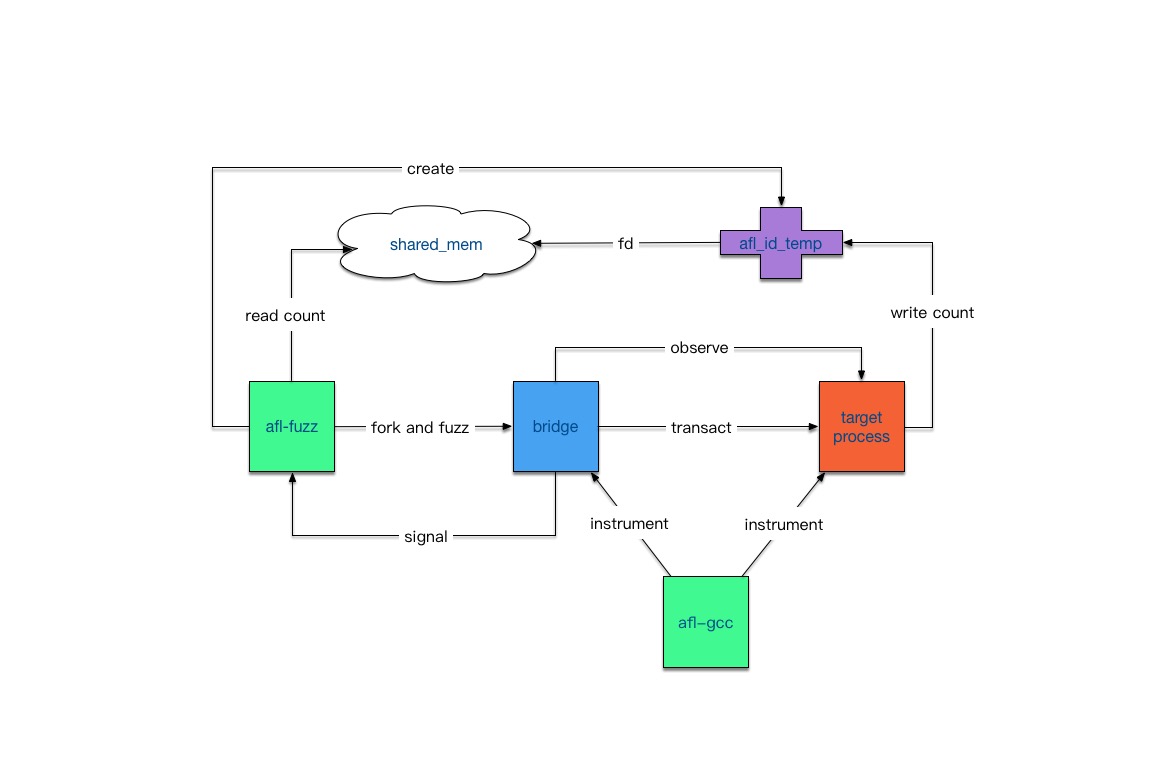 create
shared_mem
fd
afl_id_temp
read count
write count
observe
afl-fuzz
fork and fuzz
bridge
transact
target
process
signal
instrument
instrument
afl-gcc